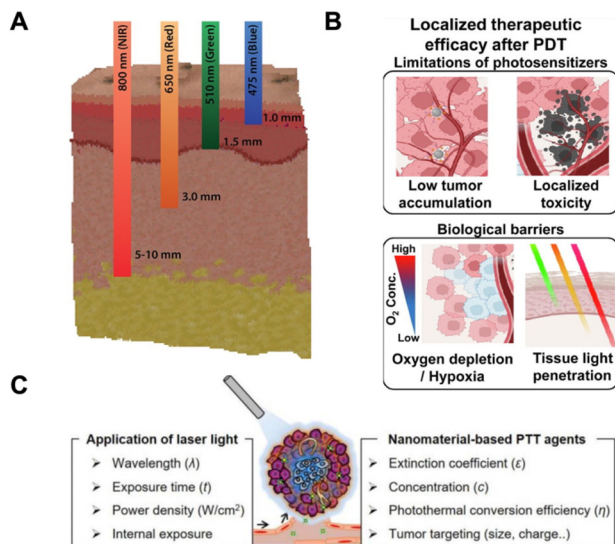 A
800 nm (NIR)
650 nm (Red)
510 nm (Green)
475 nm (Blue)
1.0 mm
1.5 mm
3.0 mm
5-10 mm
B
Localized therapeutic
efficacy after PDT
Limitations of photosensitizers
Low tumor
accumulation
Localized
toxicity
Biological barriers
High
O₂ Conc.
Low
Oxygen depletion
/ Hypoxia
Tissue light
penetration
C
Application of laser light
➤ Wavelength (λ)
➤ Exposure time (t)
➤ Power density (W/cm²)
➤ Internal exposure
Nanomaterial-based PTT agents
➤ Extinction coefficient (ε)
➤ Concentration (c)
➤ Photothermal conversion efficiency (η)
➤ Tumor targeting (size, charge..)